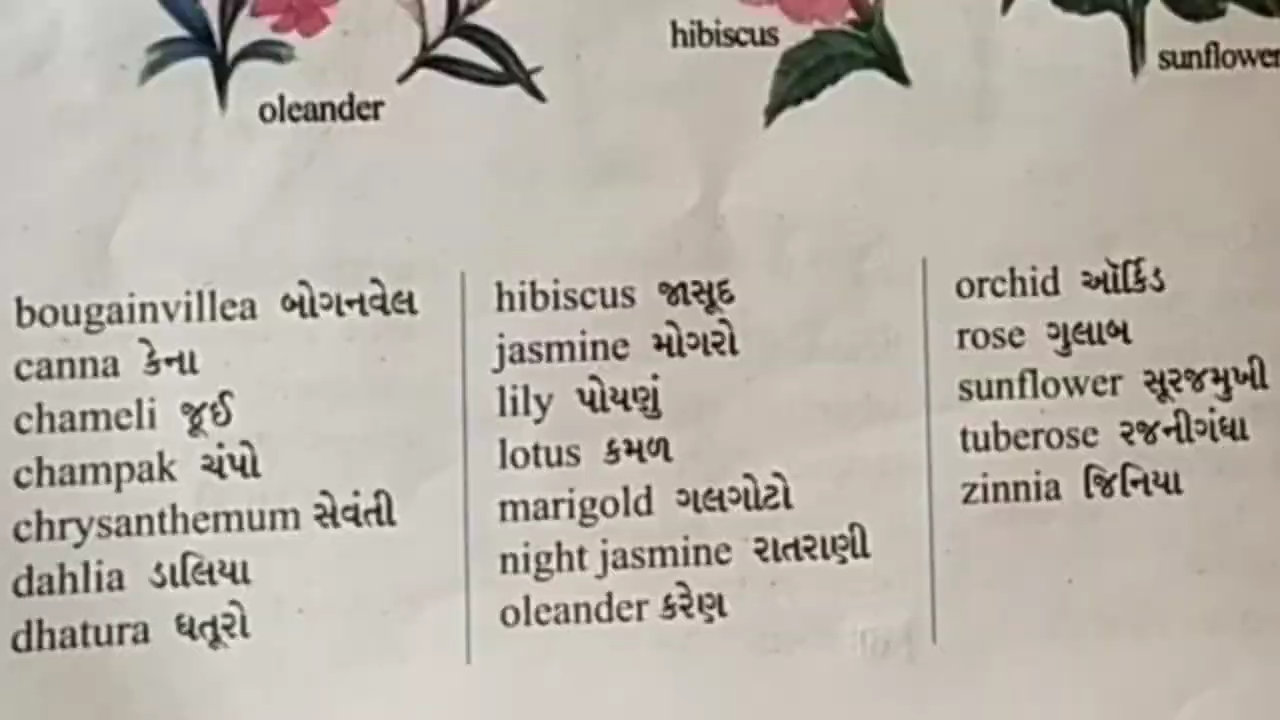 hibiscus
sunflower
oleander
bougainvillea બોગનવેલ
canna કેના
chameli જૂઈ
champak ચંપો
chrysanthemum સેવંતી
dahlia ડાલિયા
dhatura ધતૂરો
hibiscus જાસૂદ
jasmine મોગરો
lily પોયણું
lotus કમળ
marigold ગલગોટો
night jasmine રાતરાણી
oleander કરેણ
orchid ઑર્કિડ
rose ગુલાબ
sunflower સૂરજમુખી
tuberose રજનીગંધા
zinnia જિનિયા